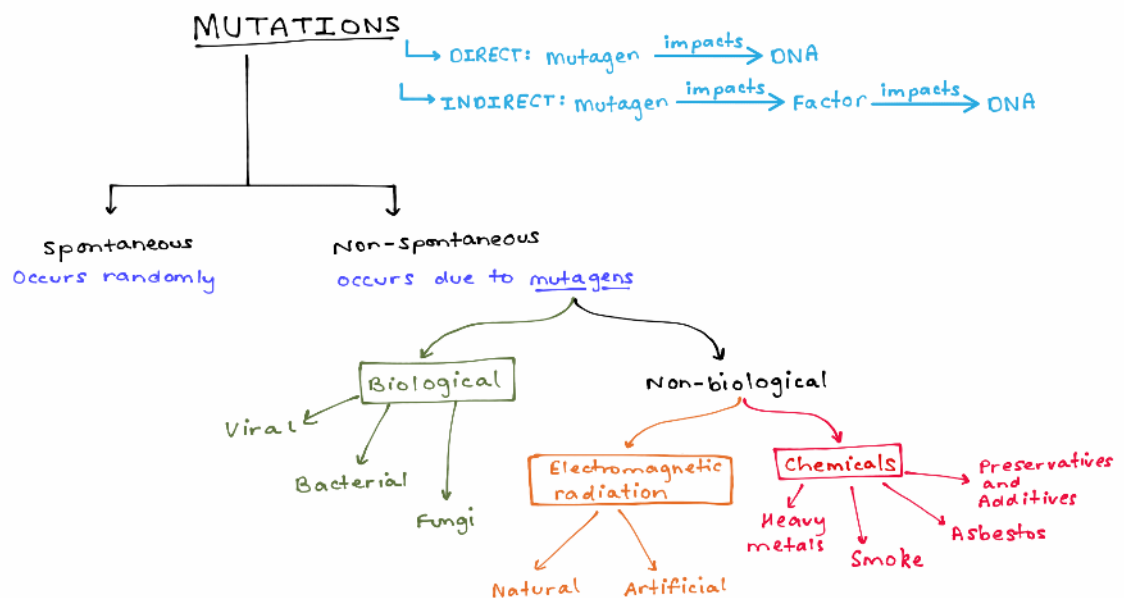 MUTATIONS
DIRECT: mutagen impacts DNA
INDIRECT: mutagen impacts Factor impacts DNA
Spontaneous
Occurs randomly
Non-spontaneous
occurs due to mutagens
Biological
Viral
Bacterial
Fungi
Non-biological
Electromagnetic
radiation
Natural
Artificial
Chemicals
Heavy
metals
Smoke
Asbestos
Preservatives
and
Additives